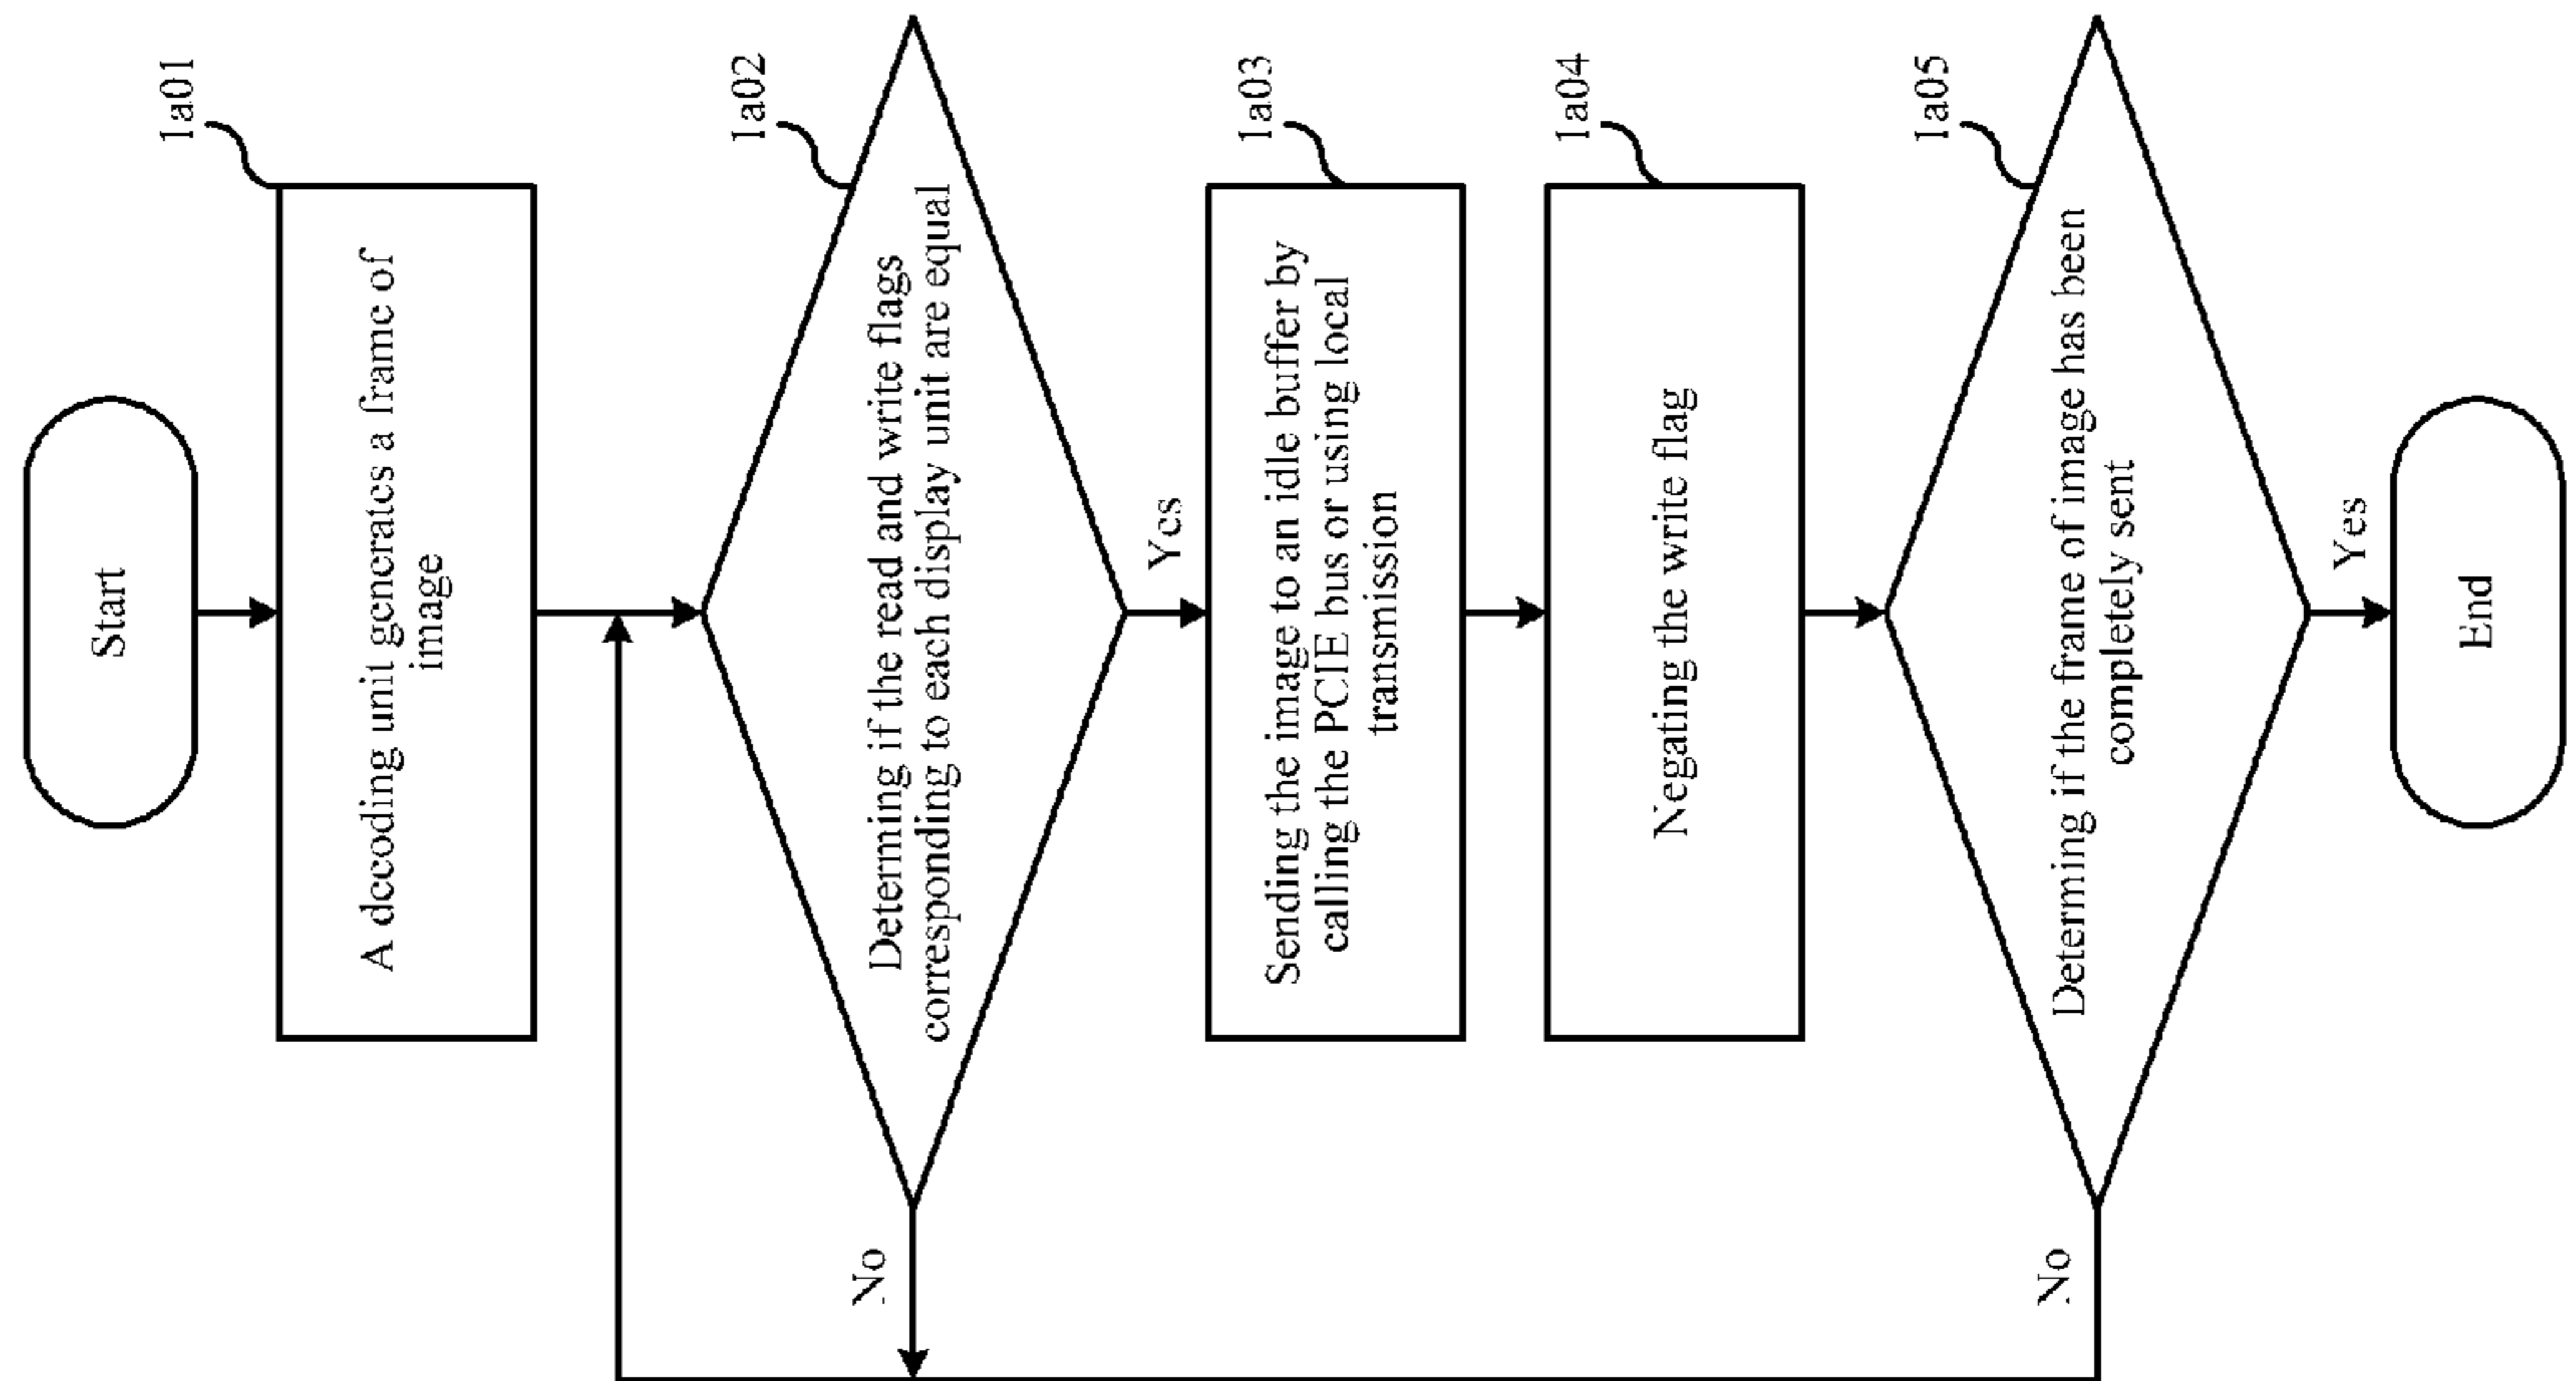 Start
1a01
A decoding unit generates a frame of
image
1a02
Determining if the read and write flags
corresponding to each display unit are equal
No
Yes
1a03
Sending the image to an idle buffer by
calling the PCIE bus or using local
transmission
1a04
Negating the write flag
1a05
Determining if the frame of image has been
completely sent
No
Yes
End